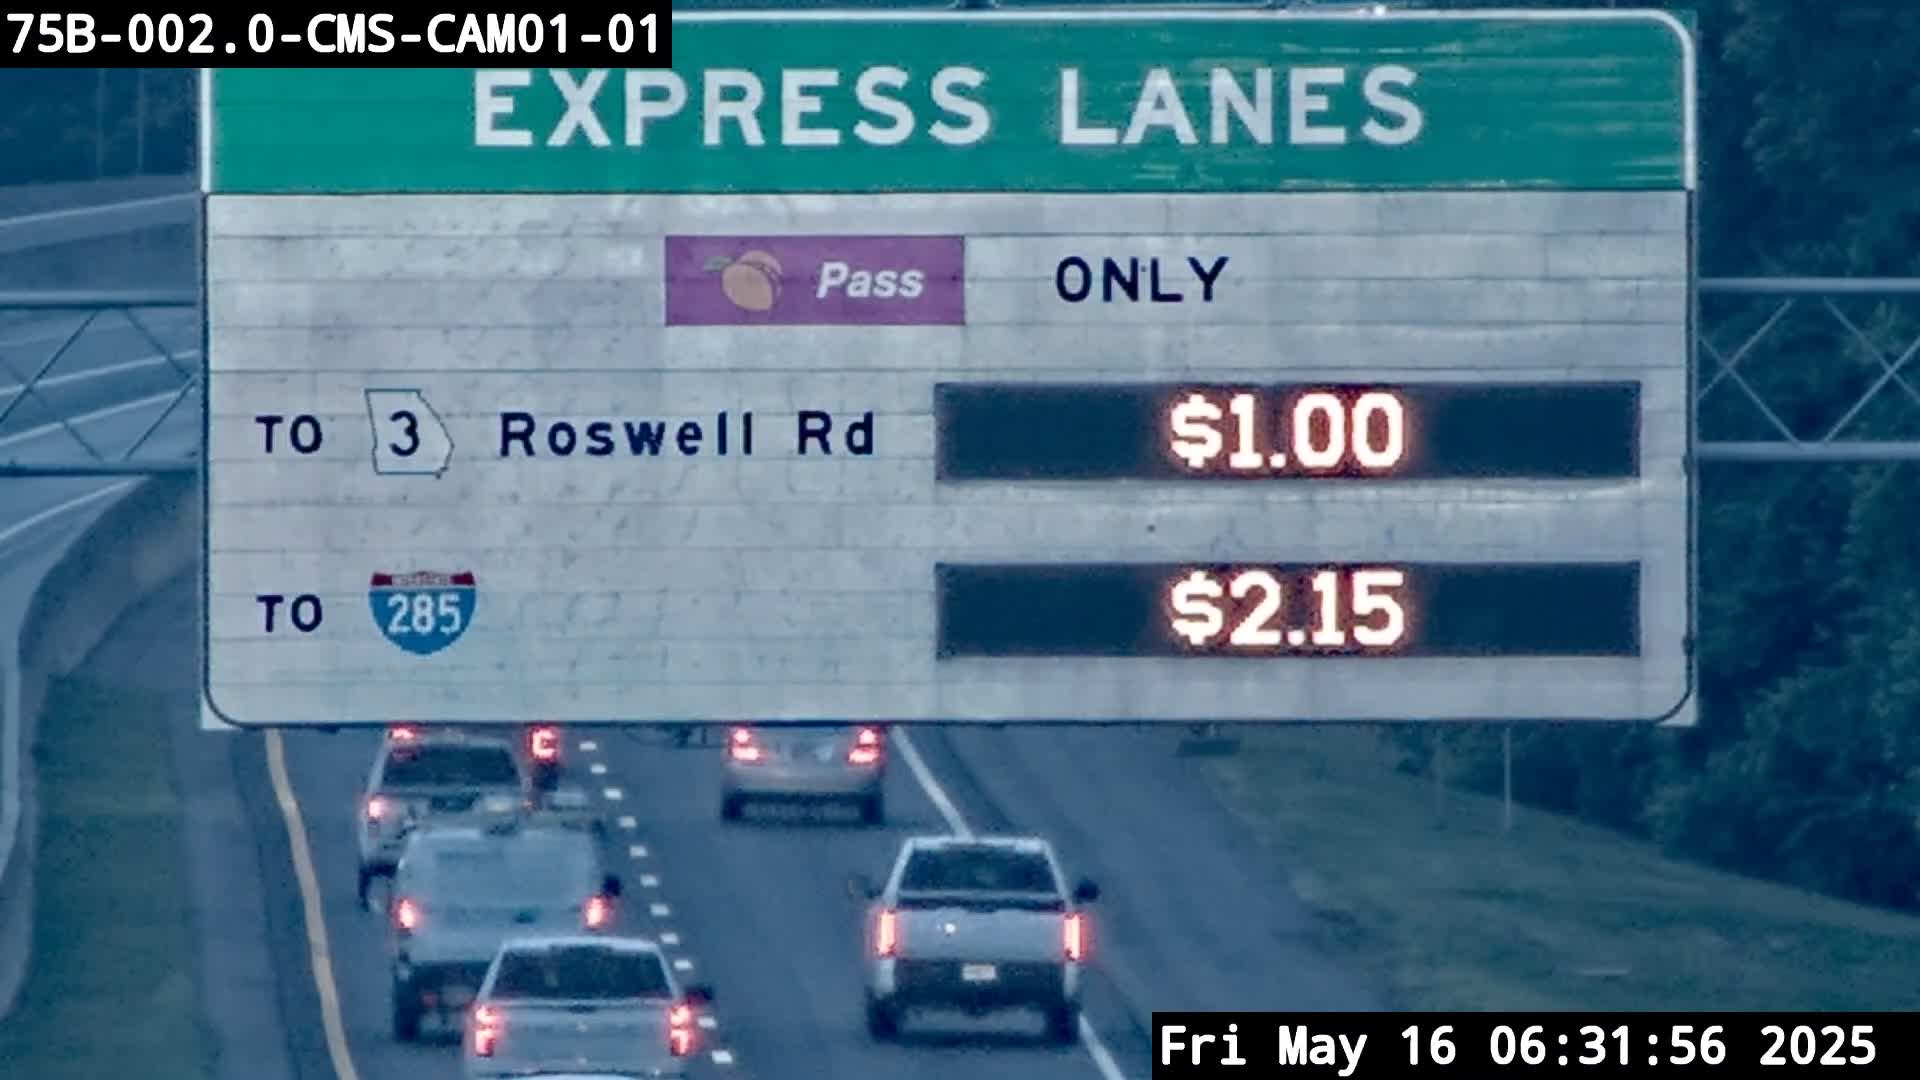 75B-002.0-CMS-CAM01-01
EXPRESS LANES
Pass ONLY
TO 3 Roswell Rd $1.00
TO 285 $2.15
Fri May 16 06:31:56 2025